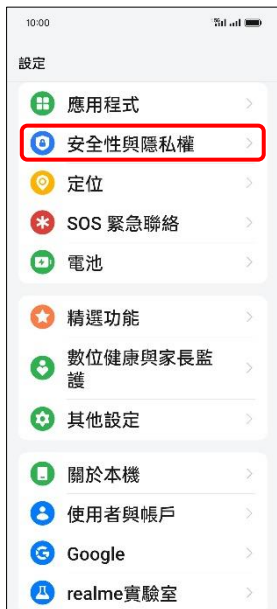 10:00
設定
應用程式
安全性與隱私權
定位
SOS 緊急聯絡
電池
精選功能
數位健康與家長監
護
其他設定
關於本機
使用者與帳戶
Google
realme實驗室